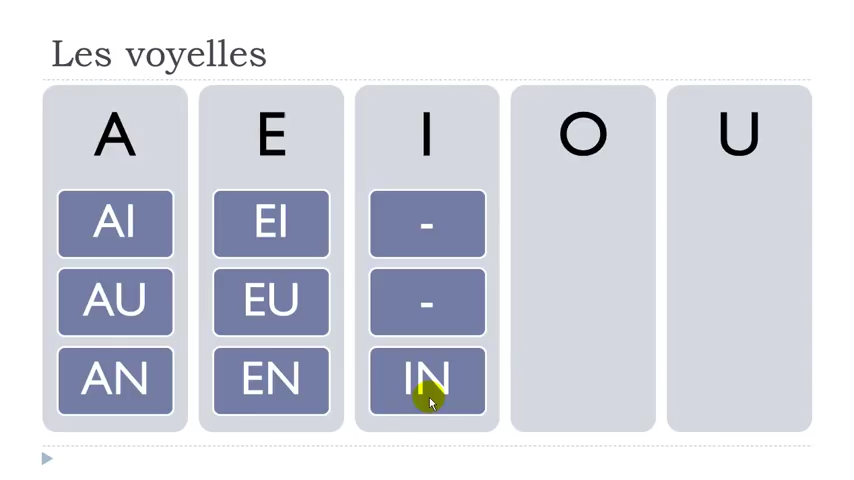 Les voyelles
A E I O U
AI EI -
AU EU -
AN EN IN